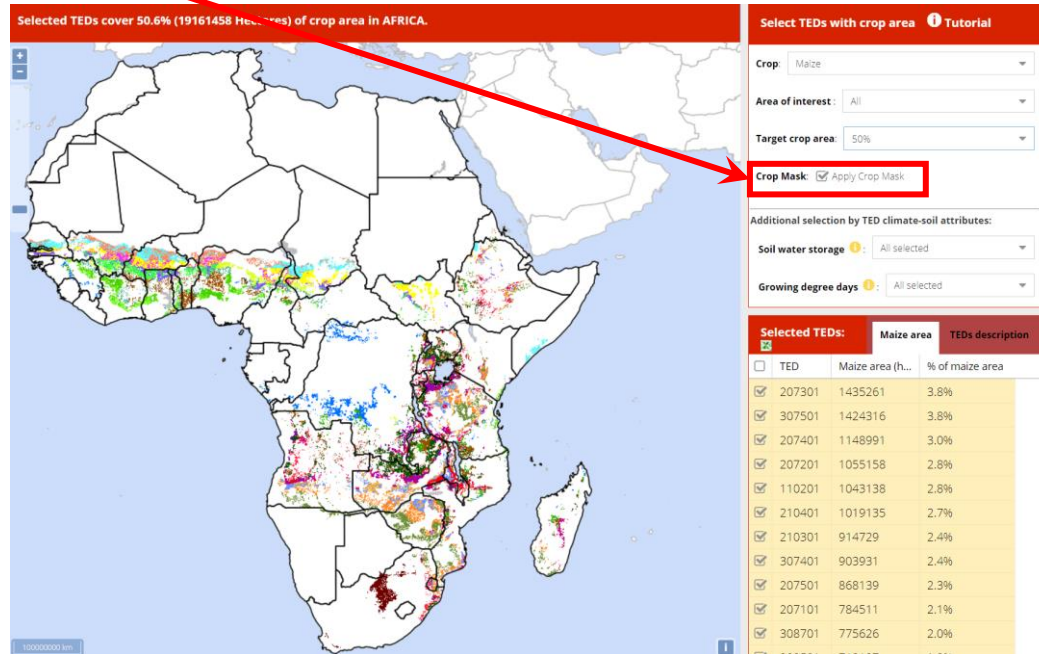 Selected TEDs cover 50.6% (19161458 Hectares) of crop area in AFRICA.
+
-
100000000 km
i
Select TEDs with crop area i Tutorial
Crop: Maize
Area of interest : All
Target crop area: 50%
Crop Mask: Apply Crop Mask
Additional selection by TED climate-soil attributes:
Soil water storage : All selected
Growing degree days : All selected
Selected TEDs: Maize area TEDs description
TED Maize area (h... % of maize area
207301 1435261 3.8%
307501 1424316 3.8%
207401 1148991 3.0%
207201 1055158 2.8%
110201 1043138 2.8%
210401 1019135 2.7%
210301 914729 2.4%
307401 903931 2.4%
207501 868139 2.3%
207101 784511 2.1%
308701 775626 2.0%